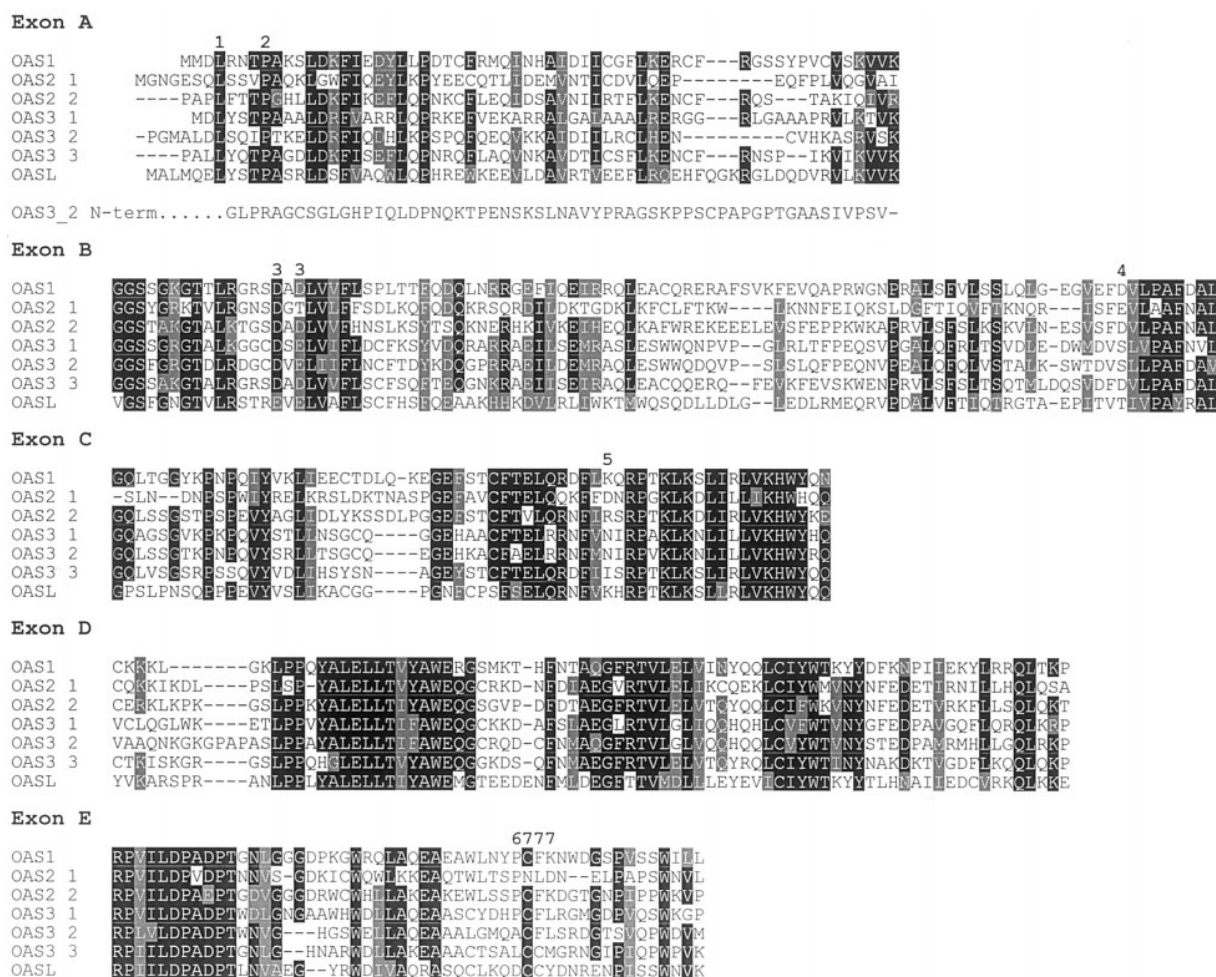 Exon A
1 2
OAS1 MMDLRNTPAKSLDKFIEDYLLPDTCFRMQINHAIDIICGFLKERCF---RGSSYPVCVSKVVK
OAS2 1 MGNGESQLSSVPAQKLGWFIQEYLKPYEECQTLIDEMVNTICDVLQEP-----EQFPLVQGVAI
OAS2 2 ----PAPLFTTPGHLLDKFIKEFLQPNKCFLEQIDSAVNIIRTFLKENCF---RQS---TAKIQIVR
OAS3 1 MDLYSTPAAALDRFVARRLQPRKEFVEKARRALGALAAALRERGG---RLGAAAPRVLKTVK
OAS3 2 -PGMALDLSQIPTKELDRFIQDHLKPSPQFQEQVKKAIDIILRCLHEN---------CVHKASRVSK
OAS3 3 ----PALLYQTPAGDLDKFISEFLQPNRQFLAQVNKAVDTICSFLKENCF---RNSP--IKVIKVVK
OASL MALMQELYSTPASRLDSFVAQWLQPHREWKEEVLDAVRTVEEFLRQEHFQGKRGLDQDVRVLKVVK
OAS3_2 N-term......GLPRAGCSGLGHPIQLDPNQKTPENSKSLNAVYPRAGSKPPSCPAPGPTGAASIVPSV-
Exon B
3 3 4
OAS1 GGSSGKGTTLRGRSDADLVVFLSPLTTFQDQLNRRGEFIQEIRRQLEACQRERAFSVKFEVQAPRWGNPRALSFVLSSLQLG-EGVEFDVLPAFDAL
OAS2 1 GGSYGRKTVLRGNSDGTLVLFFSDLKQFQDQKRSQRDILDKTGDKLKFCLFTKW----LKNNFEIQKSLDGFTIQVFTKNQR---ISFEVLAAFNAL
OAS2 2 GGSTAKGTALKTGSDADLVVFHNSLKSYTSQKNERHKIVKEIHEQLKAFWREKEEELEVSFEPPKWKAPRVLSFSLKSKVLN-ESVSFDVLPAFNAL
OAS3 1 GGSSGRGTALKGGCDSELVIFLDCFKSYVDQRARRAEILSEMRASLESWWQNPVP--GLRLTFPEQSVPGALQFRLTSVDLE-DWMDVSLVPAFNVL
OAS3 2 GGSFGRGTDLRDGCDVELIIFLNCFTDYKDQGPRRAEILDEMRAQLESWWQDQVP--SLSLQFPEQNVPEALQFQLVSTALK-SWTDVSLLPAFDAV
OAS3 3 GGSSAKGTALRGRSDADLVVFLSCFSQFTEQGNKRAEIISEIRAQLEACQQERQ--FEVKFEVSKWENPRVLSFSLTSQTMLDQSVDFDVLPAFDAL
OASL VGSFGNGTVLRSTREVELVAFLSCFHSFQEAAKHHKDVLRLIWKTMWQSQDLLDLG--LEDLRMEQRVPDALVFTIQTRGTA-EPITVTIVPAYRAL
Exon C
5
OAS1 GQLTGGYKPNPQIYVKLIEECTDLQ-KEGEFSTCFTELQRDFLKQRPTKLKSLIRLVKHWYQN
OAS2 1 -SLN--DNPSPWIYRELKRSLDKTNASPGEFAVCFTELQQKFFDNRPGKLKDLILLIKHWHQQ
OAS2 2 GQLSSGSTPSPEVYAGLIDLYKSSDLPGGEFSTCFTVLQRNFIRSRPTKLKDLIRLVKHWYKE
OAS3 1 GQAGSGVKPKPQVYSTLLNSGCQ----GGEHAACFTELRRNFVNIRPAKLKNLILLVKHWYRQ
OAS3 2 GQLSSGTKPNPQVYSRLLTSGCQ----EGEHKACFAELRRNFMNIRPVKLKNLILLVKHWYRQ
OAS3 3 GQLVSGSRPSSQVYVDLIHSYSN----AGEYSTCFTELQRDFIISRPTKLKSLIRLVKHWYQQ
OASL GPSLPNSQPPPEVYVSLIKACGG----PGNFCPSFSELQRNFVKHRPTKLKSLLRLVKHWYQQ
Exon D
OAS1 CKKKL-------GKLPPQYALELLTVYAWERGSMKT-HFNTAQGFRTVLELVINYQQLCIYWTKYYDFKNPIIEKYLRRQLTKP
OAS2 1 CQKKIKDL----PSLSP-YALELLTVYAWEQGCRKD-NFDIAEGVRTVLELIKCQEKLCIYWMVNYNFEDETIRNILLHQLQSA
OAS2 2 CERKLKPK----GSLPPKYALELLTVYAWEQGSGVP-DFDTAEGFRTVLELVTQYQQLCIFWKVNYNFEDETVRKFLLSQLQKT
OAS3 1 VCLQGLWK----ETLPPVYALELLTIFAWEQGCKKD-AFSLAEGLRTVLGLIQQHQHLCVFWTVNYGFEDPAVGQFLQRQLKRP
OAS3 2 VAAQNKGKGPAPASLPPAYALELLTIFAWEQGCRQD-CFNMAQGFRTVLGLVQQHQQLCVYWTVNYSTEDPAMRMHLLGQLRKP
OAS3 3 CTKISKGR----GSLPPQHGLELLTVYAWEQGGKDS-QFNMAEGFRTVLELVTQYRQLCIYWTINYNAKDKTVGDFLKQQLQKP
OASL YVKARSPR----ANLPPLYALELLTIYAWEMGTEEDENFMLDEGFTTVMDLLLEYEVICIYWTKYYTLHNAIIEDCVRKQLKKE
Exon E
6777
OAS1 RPVILDPADPTGNLGGGDPKGWRQLAQEAEAWLNYPCFKNWDGSPVSSWILL
OAS2 1 RPVILDPVDPTNNVS-GDKICWQWLKKEAQTWLTSPNLDN--ELPAPSWNVL
OAS2 2 RPVILDPAEPTGDVGGGDRWCWHLLAKEAKEWLSSPCFKDGTGNPIPPWKVP
OAS3 1 RPVILDPADPTWDLGNGAAWHWDLLAQEAASCYDHPCFLRGMGDPVQSWKGP
OAS3 2 RPLVLDPADPTWNVG---HGSWELLAQEAAALGMQACFLSRDGTSVQPWDVM
OAS3 3 RPIILDPADPTGNLG--HNARWDLLAKEAAACTSALCCMGRNGIPIQPWPVK
OASL RPIILDPADPTLNVAEG--YRWDIVAQRASQCLKQDCCYDNRENPISSWNVK